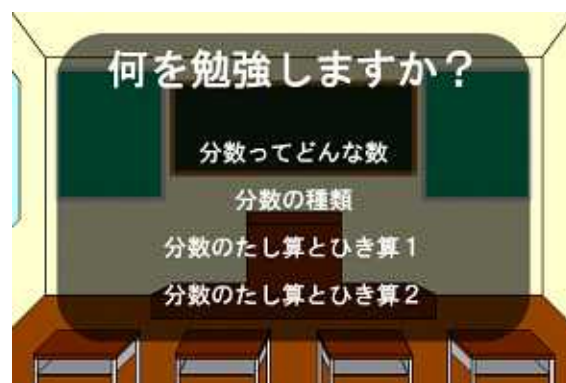 何を勉強しますか？
分数ってどんな数
分数の種類
分数のたし算とひき算１
分数のたし算とひき算２